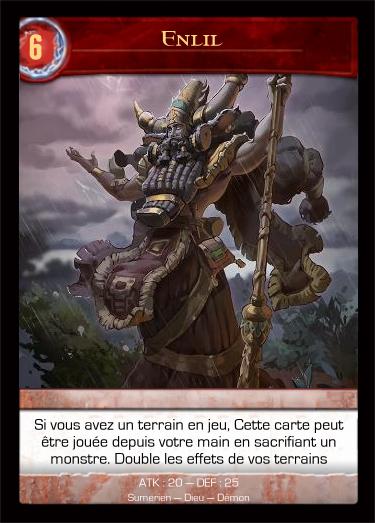 6
Enlil
Si vous avez un terrain en jeu, Cette carte peut
être jouée depuis votre main en sacrifiant un
monstre. Double les effets de vos terrains
ATK : 20 — DEF : 25
Sumerien — Dieu — Démon